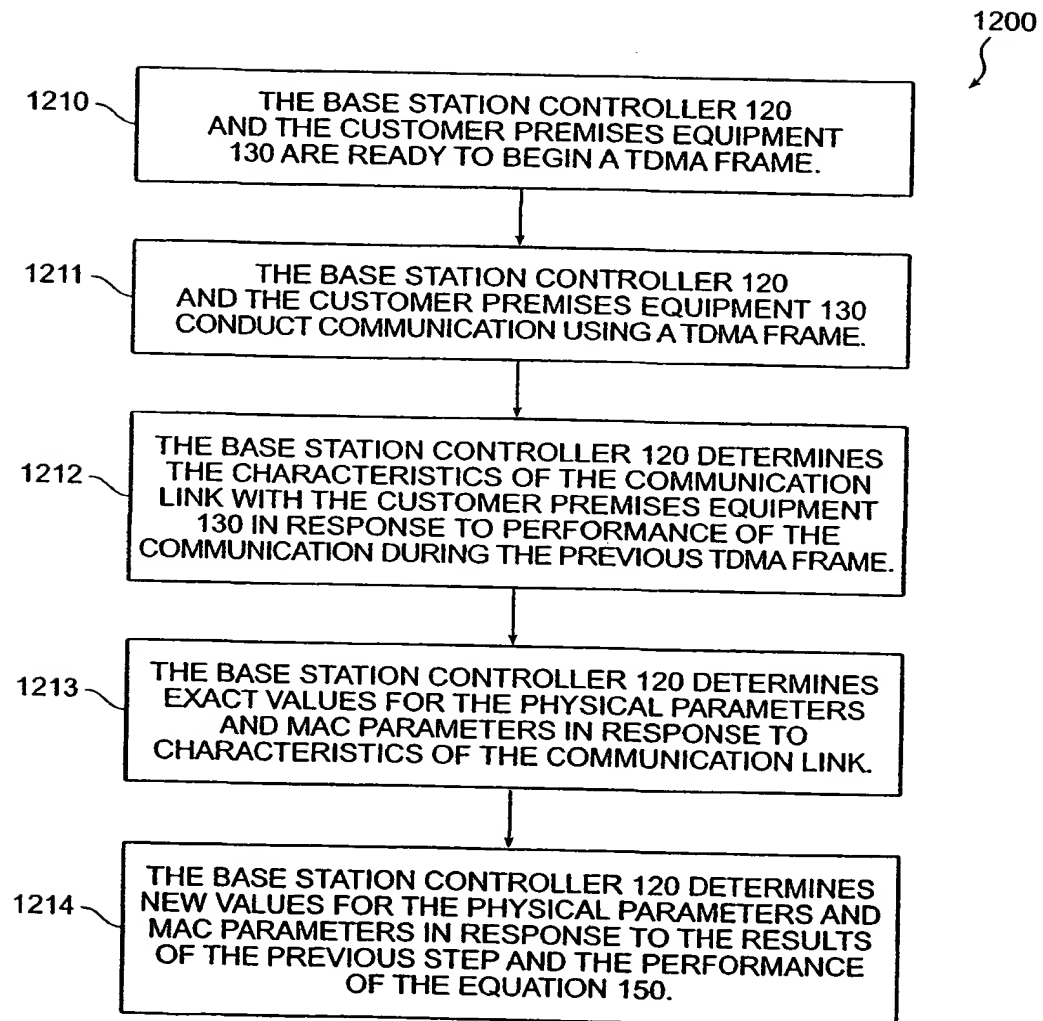 1200
1210
THE BASE STATION CONTROLLER 120
AND THE CUSTOMER PREMISES EQUIPMENT
130 ARE READY TO BEGIN A TDMA FRAME.
1211
THE BASE STATION CONTROLLER 120
AND THE CUSTOMER PREMISES EQUIPMENT 130
CONDUCT COMMUNICATION USING A TDMA FRAME.
1212
THE BASE STATION CONTROLLER 120 DETERMINES
THE CHARACTERISTICS OF THE COMMUNICATION
LINK WITH THE CUSTOMER PREMISES EQUIPMENT
130 IN RESPONSE TO PERFORMANCE OF THE
COMMUNICATION DURING THE PREVIOUS TDMA FRAME.
1213
THE BASE STATION CONTROLLER 120 DETERMINES
EXACT VALUES FOR THE PHYSICAL PARAMETERS
AND MAC PARAMETERS IN RESPONSE TO
CHARACTERISTICS OF THE COMMUNICATION LINK.
1214
THE BASE STATION CONTROLLER 120 DETERMINES
NEW VALUES FOR THE PHYSICAL PARAMETERS AND
MAC PARAMETERS IN RESPONSE TO THE RESULTS
OF THE PREVIOUS STEP AND THE PERFORMANCE
OF THE EQUATION 150.